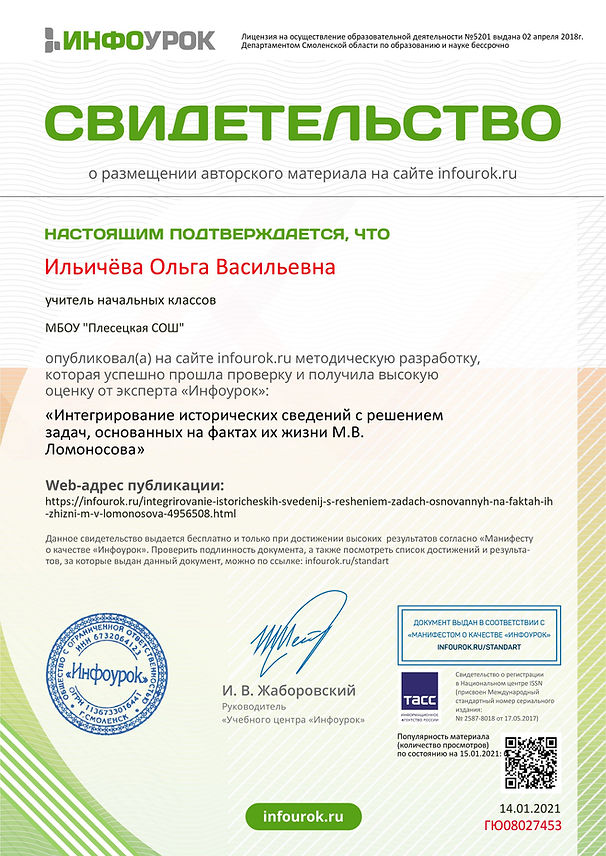 ИНФОУРОК
Лицензия на осуществление образовательной деятельности №5201 выдана 02 апреля 2018г.
Департаментом Смоленской области по образованию и науке бессрочно
СВИДЕТЕЛЬСТВО
о размещении авторского материала на сайте infourok.ru
НАСТОЯЩИМ ПОДТВЕРЖДАЕТСЯ, ЧТО
Ильичёва Ольга Васильевна
учитель начальных классов
МБОУ "Плесецкая СОШ"
опубликовал(а) на сайте infourok.ru методическую разработку,
которая успешно прошла проверку и получила высокую
оценку от эксперта «Инфоурок»:
«Интегрирование исторических сведений с решением
задач, основанных на фактах их жизни М.В.
Ломоносова»
Web-адрес публикации:
https://infourok.ru/integrirovanie-istoricheskih-svedenij-s-resheniem-zadach-osnovannyh-na-faktah-ih
-zhizni-m-v-lomonosova-4956508.html
Данное свидетельство выдается бесплатно и только при достижении высоких результатов согласно «Манифесту
о качестве «Инфоурок». Проверить подлинность документа, а также посмотреть список достижений и результа-
тов, за которые выдан данный документ, можно по ссылке: infourok.ru/standart
ОБЩЕСТВО С ОГРАНИЧЕННОЙ ОТВЕТСТВЕННОСТЬЮ
ИНН 6732064123
«Инфоурок»
ОГРН 1136733016441
Г.СМОЛЕНСК
И. В. Жаборовский
Руководитель
«Учебного центра «Инфоурок»
ДОКУМЕНТ ВЫДАН В СООТВЕТСТВИИ С
«МАНИФЕСТОМ О КАЧЕСТВЕ «ИНФОУРОК»
INFOUROK.RU/STANDART
ТАСС
ИНФОРМАЦИОННОЕ
АГЕНТСТВО РОССИИ
Свидетельство о регистрации
в Национальном центре ISSN
(присвоен Международный
стандартный номер сериального
издания:
№ 2587-8018 от 17.05.2017)
Популярность материала
(количество просмотров)
по состоянию на 15.01.2021:
14.01.2021
ГЮ08027453
infourok.ru